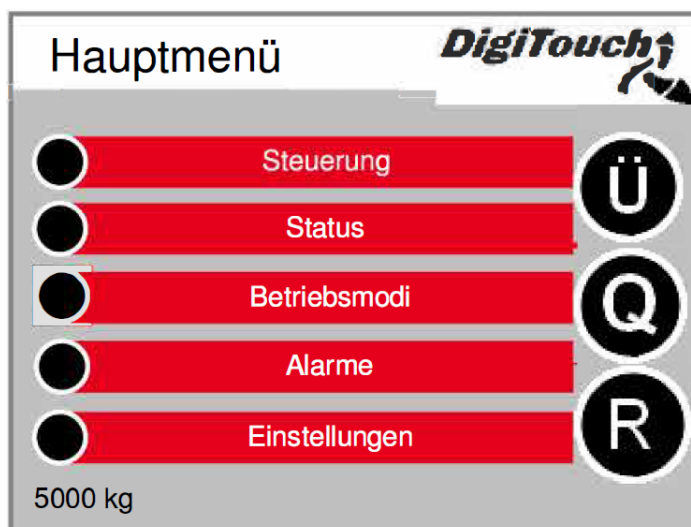 Hauptmenü
DigiTouch
Steuerung
Ü
Status
Betriebsmodi
Q
Alarme
R
Einstellungen
5000 kg